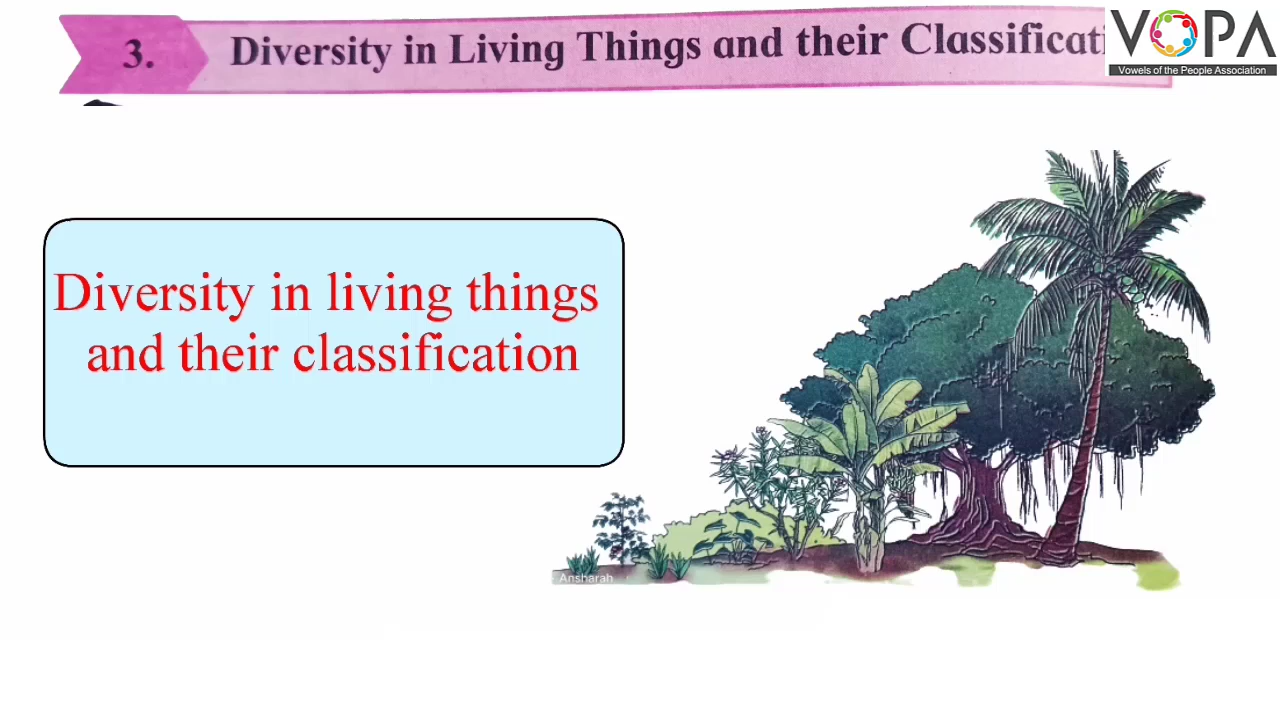 3. Diversity in Living Things and their Classificati
VOPA
Vowels of the People Association
Diversity in living things
and their classification
Ansharah